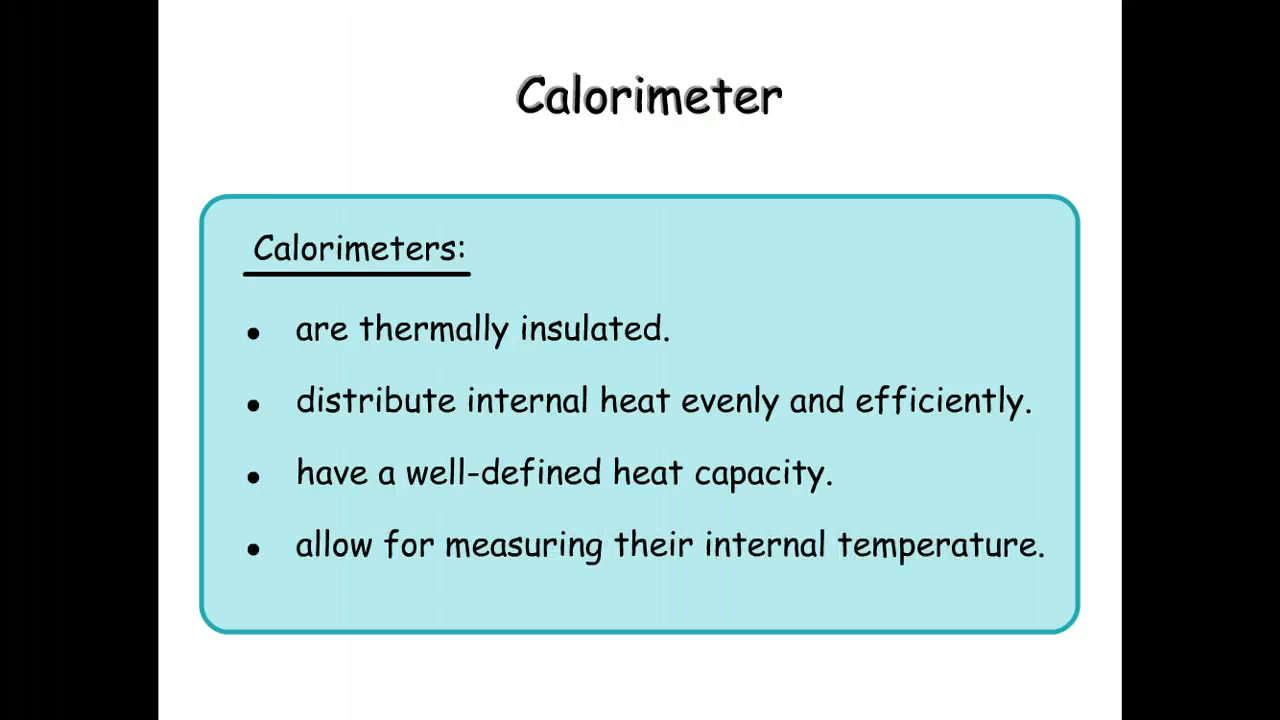 Calorimeter
Calorimeters:
• are thermally insulated.
• distribute internal heat evenly and efficiently.
• have a well-defined heat capacity.
• allow for measuring their internal temperature.